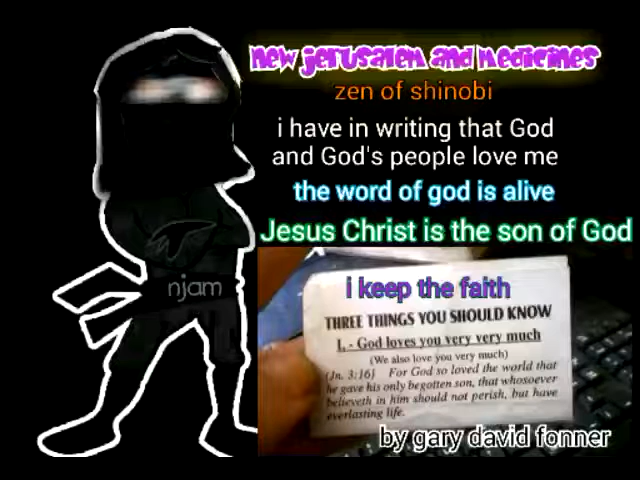 new jerusalem and medicines
zen of shinobi
i have in writing that God
and God's people love me
the word of god is alive
Jesus Christ is the son of God
njam
i keep the faith
THREE THINGS YOU SHOULD KNOW
I. - God loves you very very much
(We also love you very much)
(Jn. 3:16) For God so loved the world that
he gave his only begotten son, that whosoever
believeth in him should not perish, but have
everlasting life.
by gary david fonner